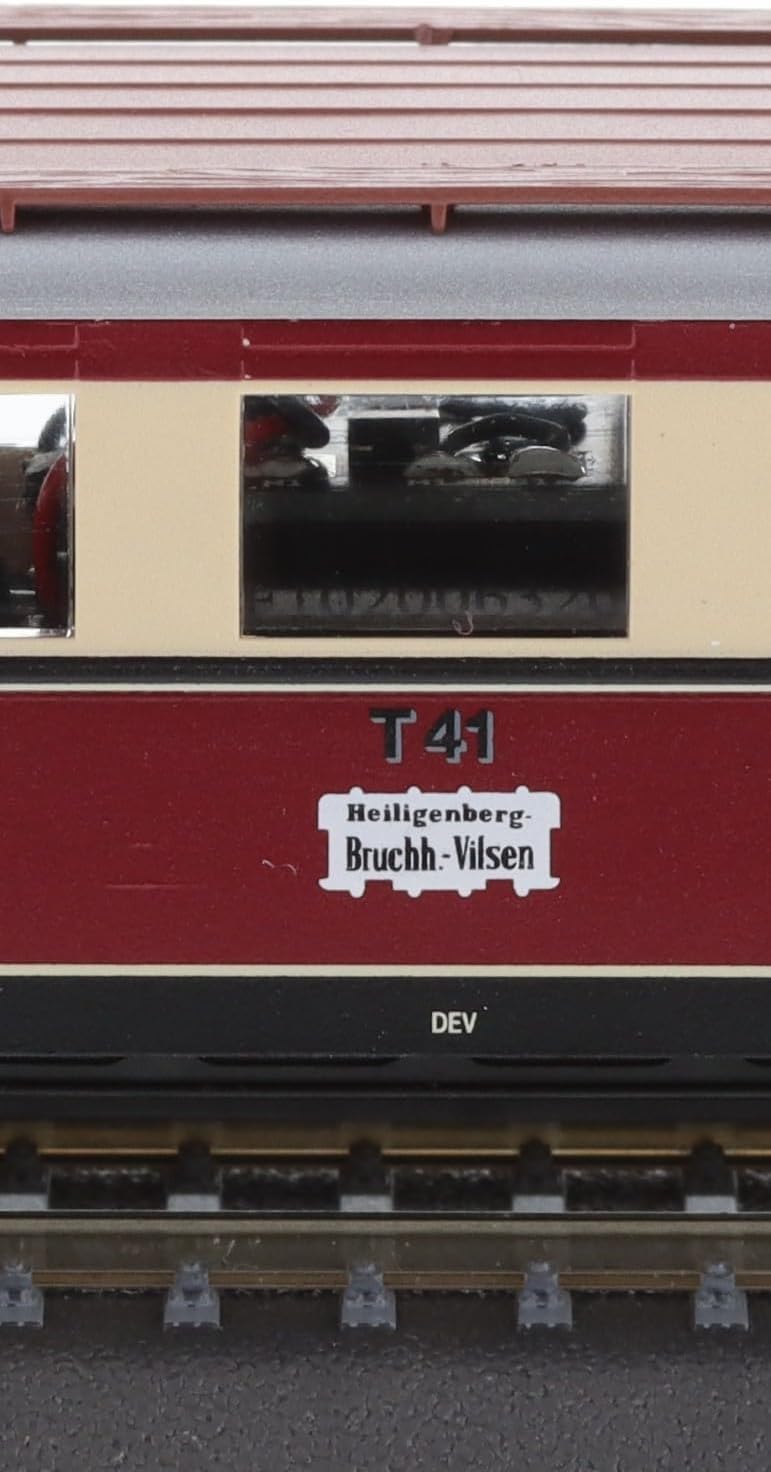 T 41
Heiligenberg-
Bruchh.-Vilsen
DEV